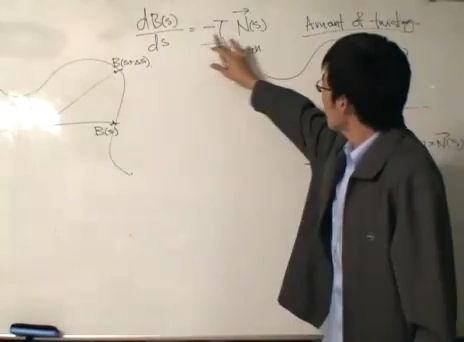 dB(s)/ds = -τ N⃗(s)
Amount of twisting
B(s+Δs)
B(s)
× N⃗(s)